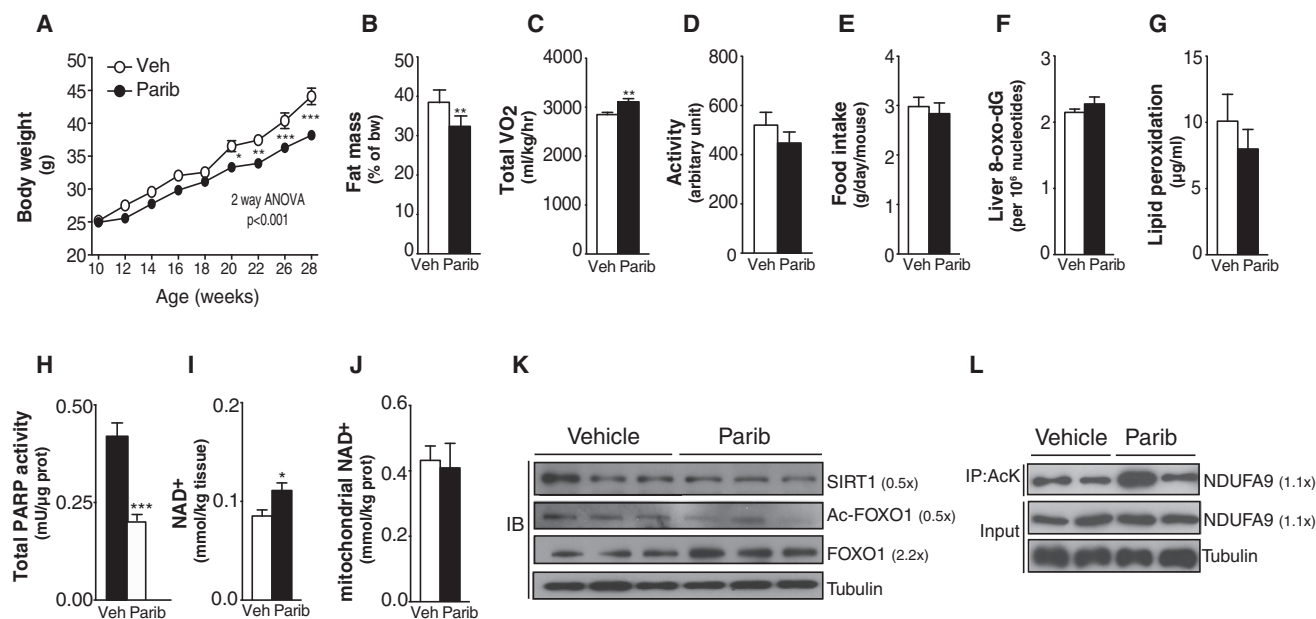 A
Body weight
(g)
50
45
40
35
30
25
20
Veh
Parib
*
**
***
***
2 way ANOVA
p<0.001
10 12 14 16 18 20 22 26 28
Age (weeks)
B
Fat mass
(% of bw)
50
40
30
20
10
0
**
Veh Parib
C
Total VO2
(ml/kg/hr)
4000
3000
2000
1000
0
**
Veh Parib
D
Activity
(arbitary unit)
800
600
400
200
0
Veh Parib
E
Food intake
(g/day/mouse)
4
3
2
1
0
Veh Parib
F
Liver 8-oxo-dG
(per 10⁶ nucleotides)
3
2
1
0
Veh Parib
G
Lipid peroxidation
(µg/ml)
15
10
5
0
Veh Parib
H
Total PARP activity
(mU/µg prot)
0.50
0.25
0.00
***
Veh Parib
I
NAD+
(mmol/kg tissue)
0.2
0.1
0.0
*
Veh Parib
J
mitochondrial NAD+
(mmol/kg prot)
0.6
0.4
0.2
0.0
Veh Parib
K
Vehicle Parib
IB
SIRT1 (0.5x)
Ac-FOXO1 (0.5x)
FOXO1 (2.2x)
Tubulin
L
Vehicle Parib
IP:AcK
NDUFA9 (1.1x)
Input
NDUFA9 (1.1x)
Tubulin